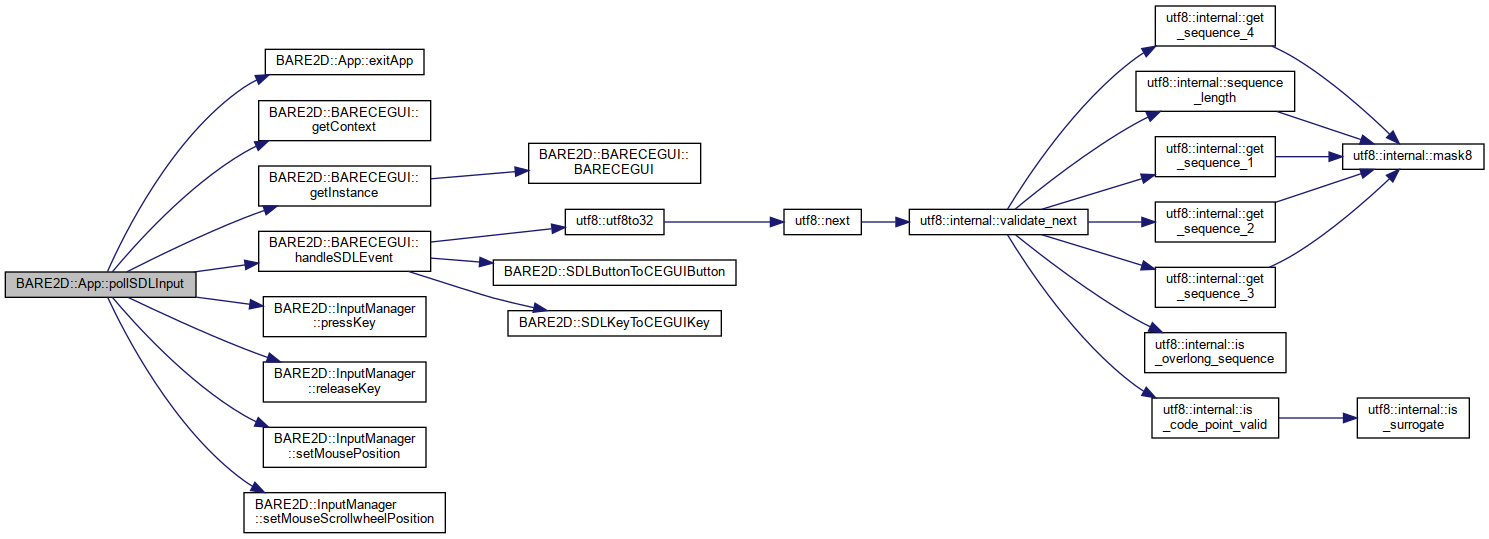 BARE2D::App::pollSDLInput
BARE2D::App::exitApp
BARE2D::BARECEGUI::
getContext
BARE2D::BARECEGUI::
getInstance
BARE2D::BARECEGUI::
handleSDLEvent
BARE2D::InputManager
::pressKey
BARE2D::InputManager
::releaseKey
BARE2D::InputManager
::setMousePosition
BARE2D::InputManager
::setMouseScrollwheelPosition
BARE2D::BARECEGUI::
BARECEGUI
utf8::utf8to32
BARE2D::SDLButtonToCEGUIButton
BARE2D::SDLKeyToCEGUIKey
utf8::next
utf8::internal::validate_next
utf8::internal::get
_sequence_4
utf8::internal::sequence
_length
utf8::internal::get
_sequence_1
utf8::internal::get
_sequence_2
utf8::internal::get
_sequence_3
utf8::internal::is
_overlong_sequence
utf8::internal::is
_code_point_valid
utf8::internal::mask8
utf8::internal::is
_surrogate